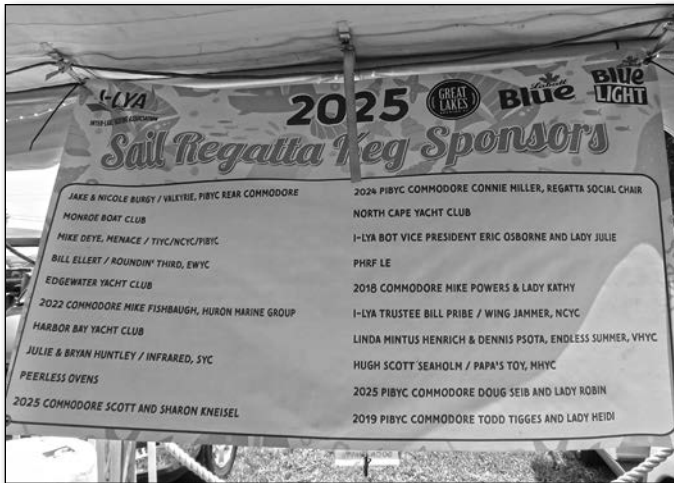 I-LYA
INTER-LAKE YACHTING ASSOCIATION
2025
GREAT
LAKES
Labatt
BLUE
BLUE
LIGHT
Sail Regatta Keg Sponsors
JAKE & NICOLE BURGY / VALKYRIE, PIBYC REAR COMMODORE
MONROE BOAT CLUB
MIKE DEYE, MENACE / TIYC/NCYC/PIBYC
BILL ELLERT / ROUNDIN' THIRD, EWYC
EDGEWATER YACHT CLUB
2022 COMMODORE MIKE FISHBAUGH, HURON MARINE GROUP
HARBOR BAY YACHT CLUB
JULIE & BRYAN HUNTLEY / INFRARED, SYC
PEERLESS OVENS
2025 COMMODORE SCOTT AND SHARON KNEISEL
2024 PIBYC COMMODORE CONNIE MILLER, REGATTA SOCIAL CHAIR
NORTH CAPE YACHT CLUB
I-LYA BOT VICE PRESIDENT ERIC OSBORNE AND LADY JULIE
PHRF LE
2018 COMMODORE MIKE POWERS & LADY KATHY
I-LYA TRUSTEE BILL PRIBE / WING JAMMER, NCYC
LINDA MINTUS HENRICH & DENNIS PSOTA, ENDLESS SUMMER, VHYC
HUGH SCOTT SEAHOLM / PAPA'S TOY, MHYC
2025 PIBYC COMMODORE DOUG SEIB AND LADY ROBIN
2019 PIBYC COMMODORE TODD TIGGES AND LADY HEIDI